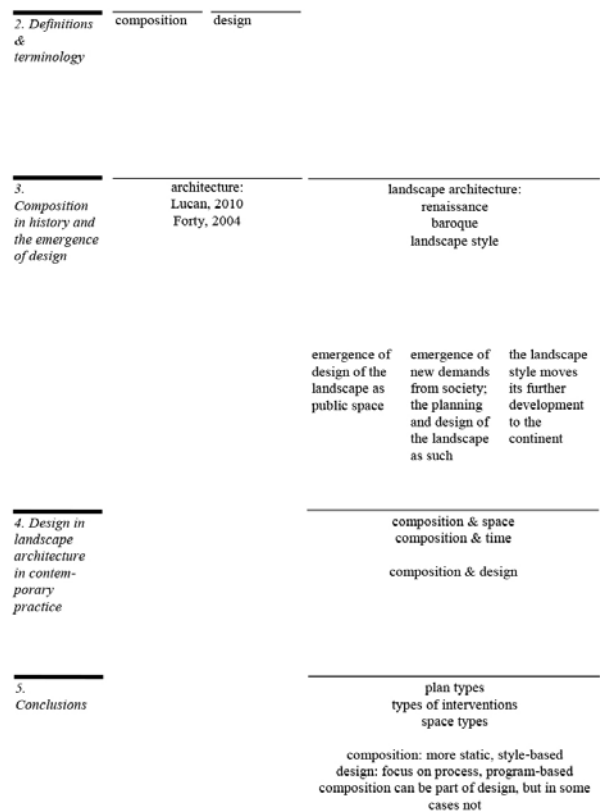 2. Definitions
&
terminology
composition
design
3.
Composition
in history and
the emergence
of design
architecture:
Lucan, 2010
Forty, 2004
landscape architecture:
renaissance
baroque
landscape style
emergence of
design of the
landscape as
public space
emergence of
new demands
from society;
the planning
and design of
the landscape
as such
the landscape
style moves
its further
development
to the
continent
4. Design in
landscape
architecture
in contem-
porary
practice
composition & space
composition & time
composition & design
5.
Conclusions
plan types
types of interventions
space types
composition: more static, style-based
design: focus on process, program-based
composition can be part of design, but in some
cases not